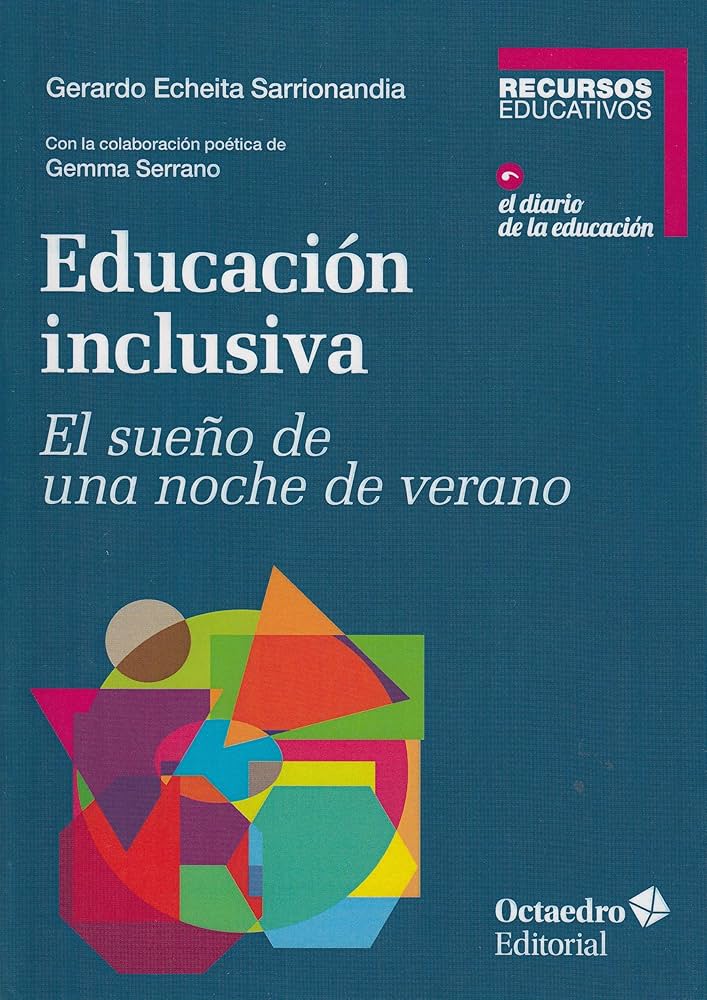 Gerardo Echeita Sarrionandia
Con la colaboración poética de
Gemma Serrano
RECURSOS
EDUCATIVOS
el diario
de la educación
Educación
inclusiva
El sueño de
una noche de verano
Octaedro
Editorial